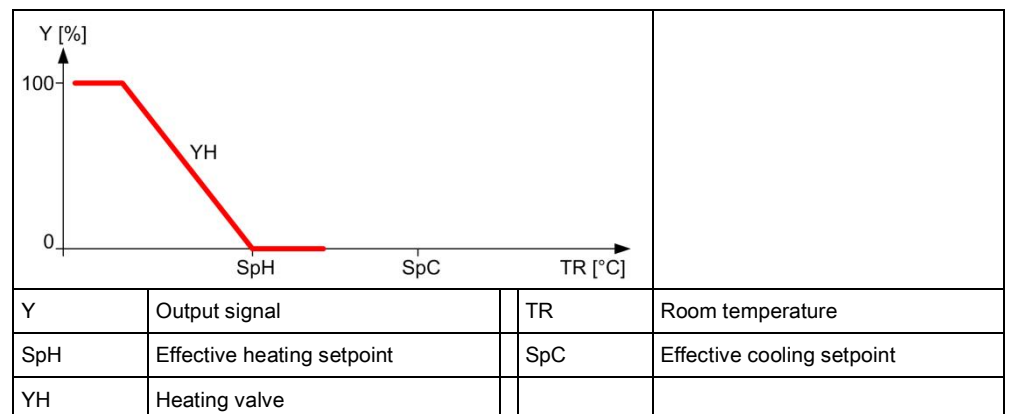 Y [%]
100
YH
0
SpH SpC TR [°C]
Y Output signal TR Room temperature
SpH Effective heating setpoint SpC Effective cooling setpoint
YH Heating valve